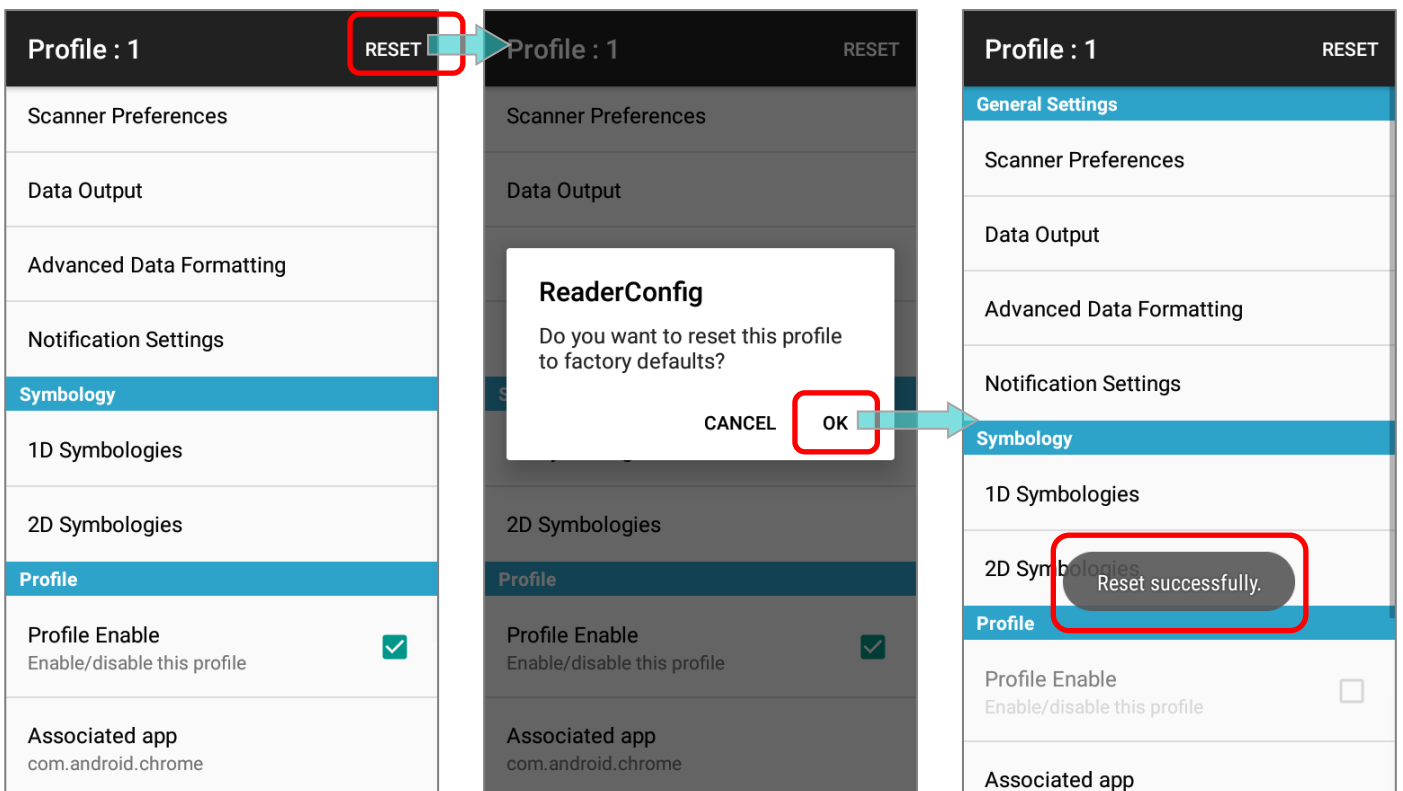 Profile : 1
RESET
Scanner Preferences
Data Output
Advanced Data Formatting
Notification Settings
Symbology
1D Symbologies
2D Symbologies
Profile
Profile Enable
Enable/disable this profile
Associated app
com.android.chrome
Profile : 1
RESET
Scanner Preferences
Data Output
ReaderConfig
Do you want to reset this profile
to factory defaults?
CANCEL
OK
2D Symbologies
Profile
Profile Enable
Enable/disable this profile
Associated app
com.android.chrome
Profile : 1
RESET
General Settings
Scanner Preferences
Data Output
Advanced Data Formatting
Notification Settings
Symbology
1D Symbologies
2D Symbologies
Reset successfully.
Profile
Profile Enable
Enable/disable this profile
Associated app